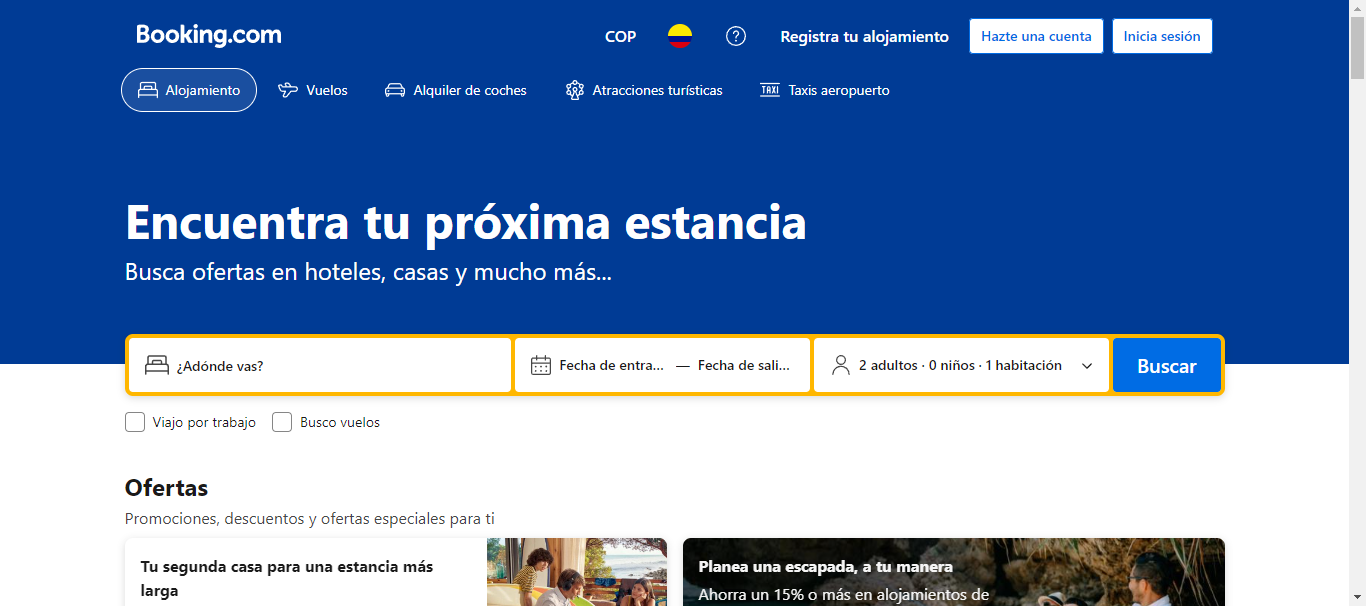 Booking.com
COP
Registra tu alojamiento
Hazte una cuenta
Inicia sesión
Alojamiento
Vuelos
Alquiler de coches
Atracciones turísticas
TAXI
Taxis aeropuerto
Encuentra tu próxima estancia
Busca ofertas en hoteles, casas y mucho más...
¿Adónde vas?
Fecha de entra... — Fecha de sali...
2 adultos · 0 niños · 1 habitación
Buscar
Viajo por trabajo
Busco vuelos
Ofertas
Promociones, descuentos y ofertas especiales para ti
Tu segunda casa para una estancia más
larga
Planea una escapada, a tu manera
Ahorra un 15% o más en alojamientos de